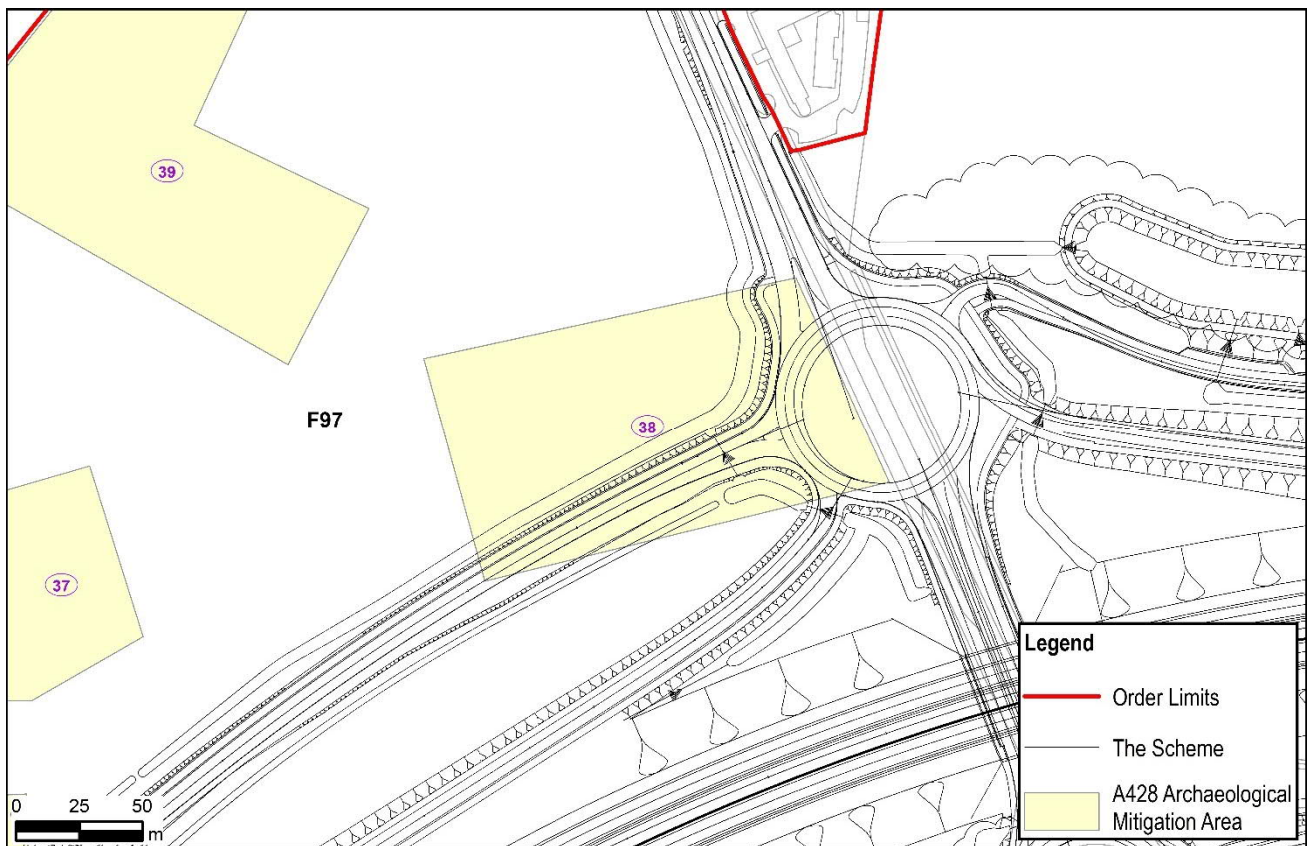 39
F97
38
37
Legend
Order Limits
The Scheme
A428 Archaeological
Mitigation Area
0 25 50
m